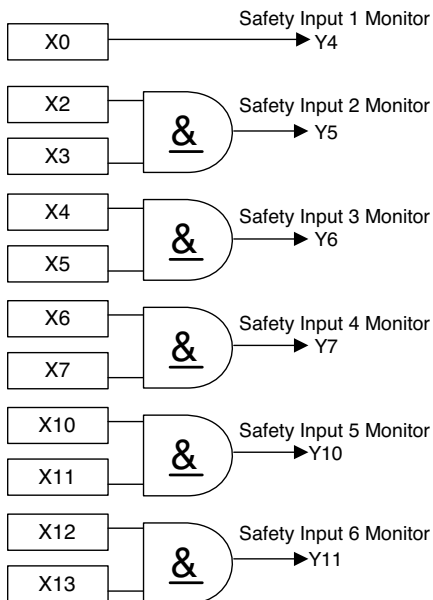 Safety Input 1 Monitor
X0
Y4
X2
Safety Input 2 Monitor
&
Y5
X3
X4
Safety Input 3 Monitor
&
Y6
X5
X6
Safety Input 4 Monitor
&
Y7
X7
X10
Safety Input 5 Monitor
&
Y10
X11
X12
Safety Input 6 Monitor
&
Y11
X13